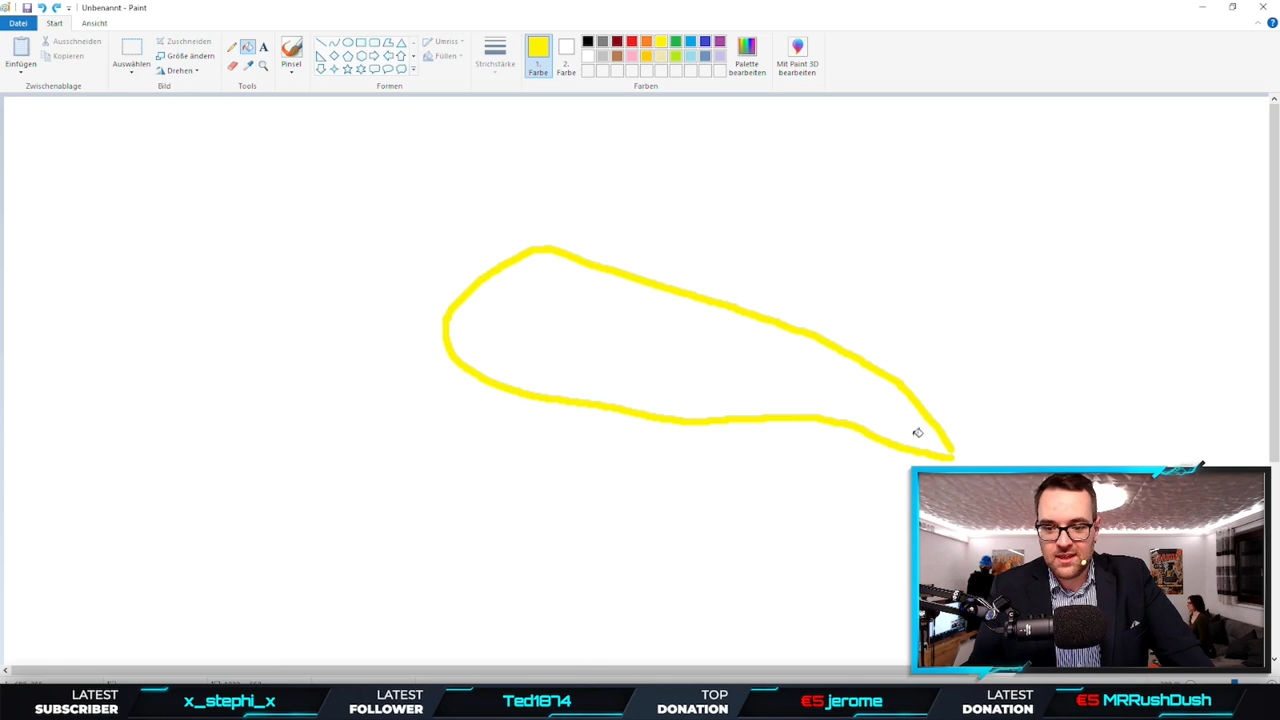 Unbenannt - Paint
Datei Start Ansicht
Einfügen
Ausschneiden
Kopieren
Zwischenablage
Auswählen
Zuschneiden
Größe ändern
Drehen
Bild
A
Tools
Pinsel
Umriss
Füllen
Formen
Strichstärke
1.
Farbe
2.
Farbe
Palette
bearbeiten
Farben
Mit Paint 3D
bearbeiten
LATEST
SUBSCRIBER
x_stephi_x
LATEST
FOLLOWER
Ted1874
TOP
DONATION
€5 jerome
LATEST
DONATION
€5 MRRushDush